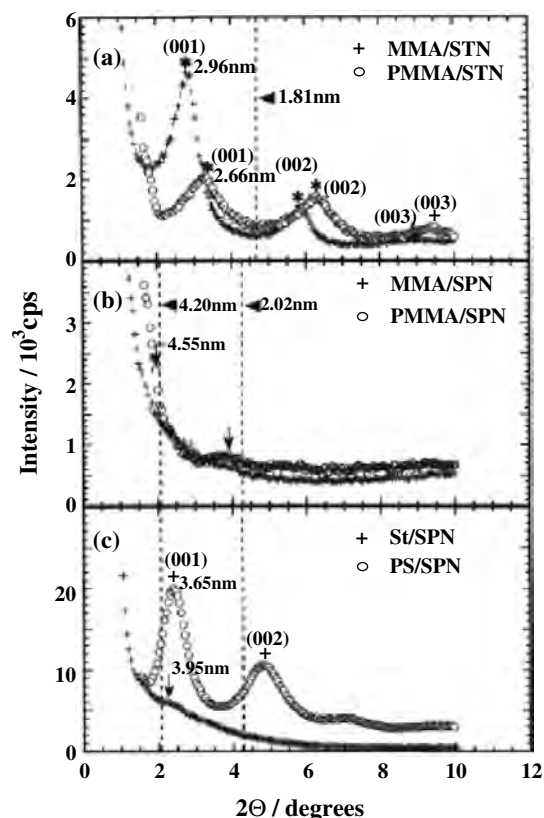 6
(a)
(001)
2.96nm
+ MMA/STN
○ PMMA/STN
1.81nm
4
(001)
2.66nm
(002)
(002)
2
(003)
(003)
0
(b)
+ MMA/SPN
○ PMMA/SPN
4.20nm
2.02nm
3
4.55nm
2
1
0
Intensity / 10³cps
(c)
+ St/SPN
○ PS/SPN
(001)
3.65nm
20
(002)
10
3.95nm
0
0 2 4 6 8 10 12
2Θ / degrees